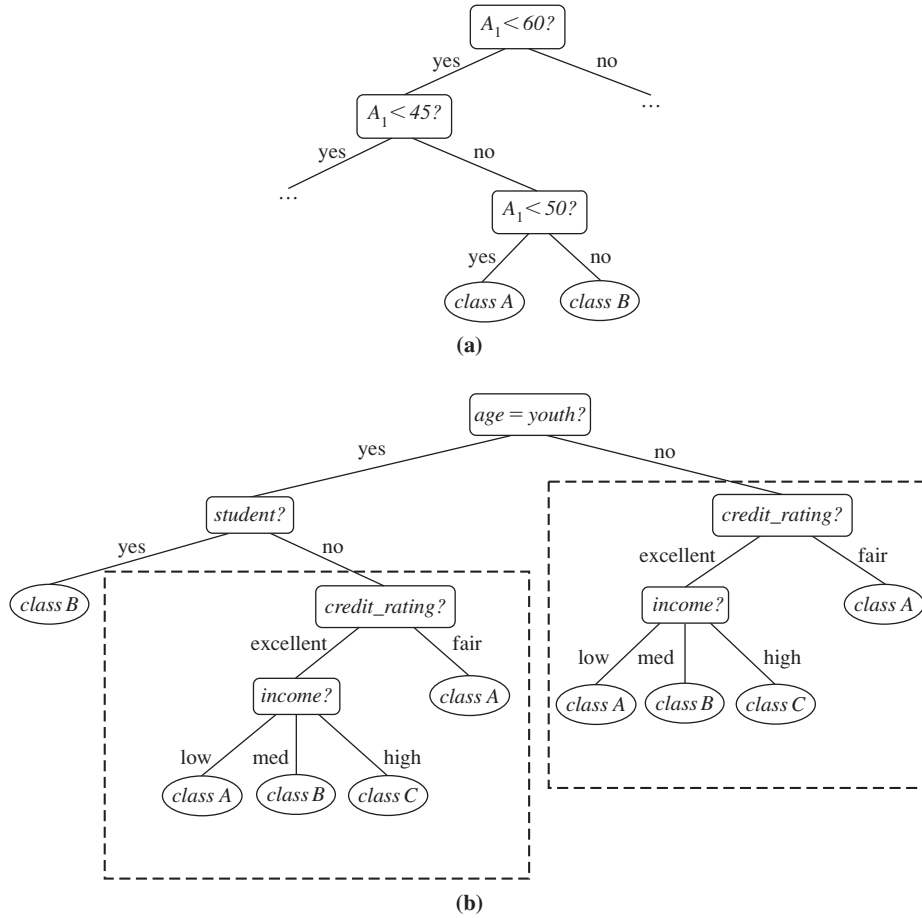 A1 < 60?
yes
no
A1 < 45?
...
yes
no
...
A1 < 50?
yes
no
class A
class B
(a)
age = youth?
yes
no
student?
credit_rating?
yes
no
excellent
fair
class B
credit_rating?
income?
class A
excellent
fair
low
med
high
income?
class A
class A
class B
class C
low
med
high
class A
class B
class C
(b)